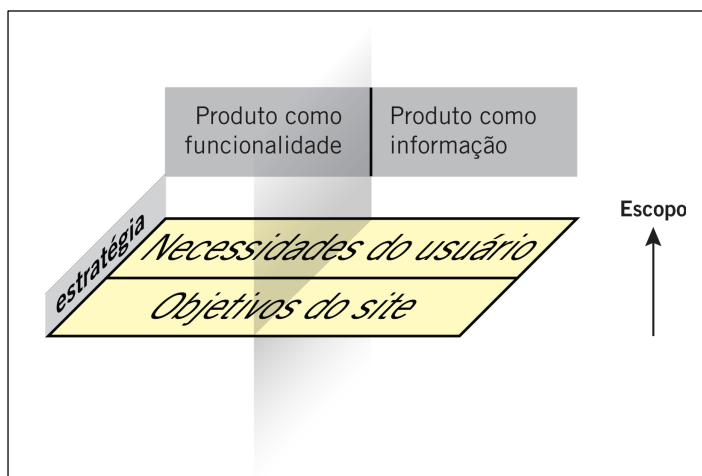 Produto como
funcionalidade
Produto como
informação
Escopo
estratégia
Necessidades do usuário
Objetivos do site